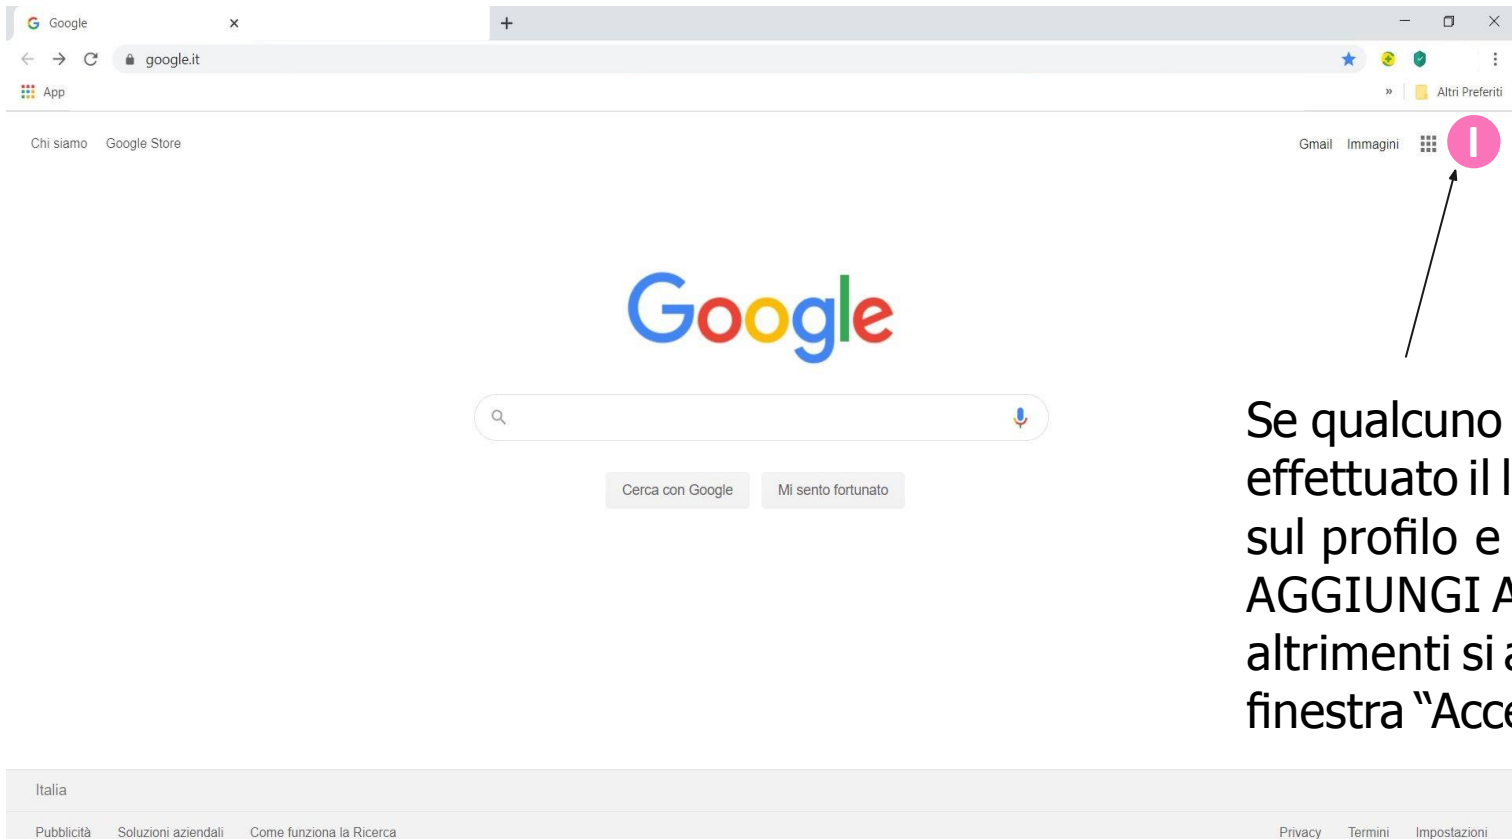 Google
google.it
App
Altri Preferiti
Chi siamo Google Store
Gmail Immagini
I
Google
Cerca con Google Mi sento fortunato
Se qualcuno
effettuato il l
sul profilo e
AGGIUNGI A
altrimenti si a
finestra “Acce
Italia
Pubblicità Soluzioni aziendali Come funziona la Ricerca
Privacy Termini Impostazioni